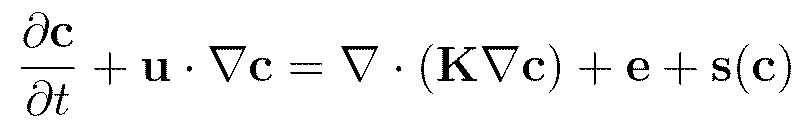 ∂𝐜/∂t + 𝐮 · ∇𝐜 = ∇ · (𝐊∇𝐜) + 𝐞 + 𝐬(𝐜)